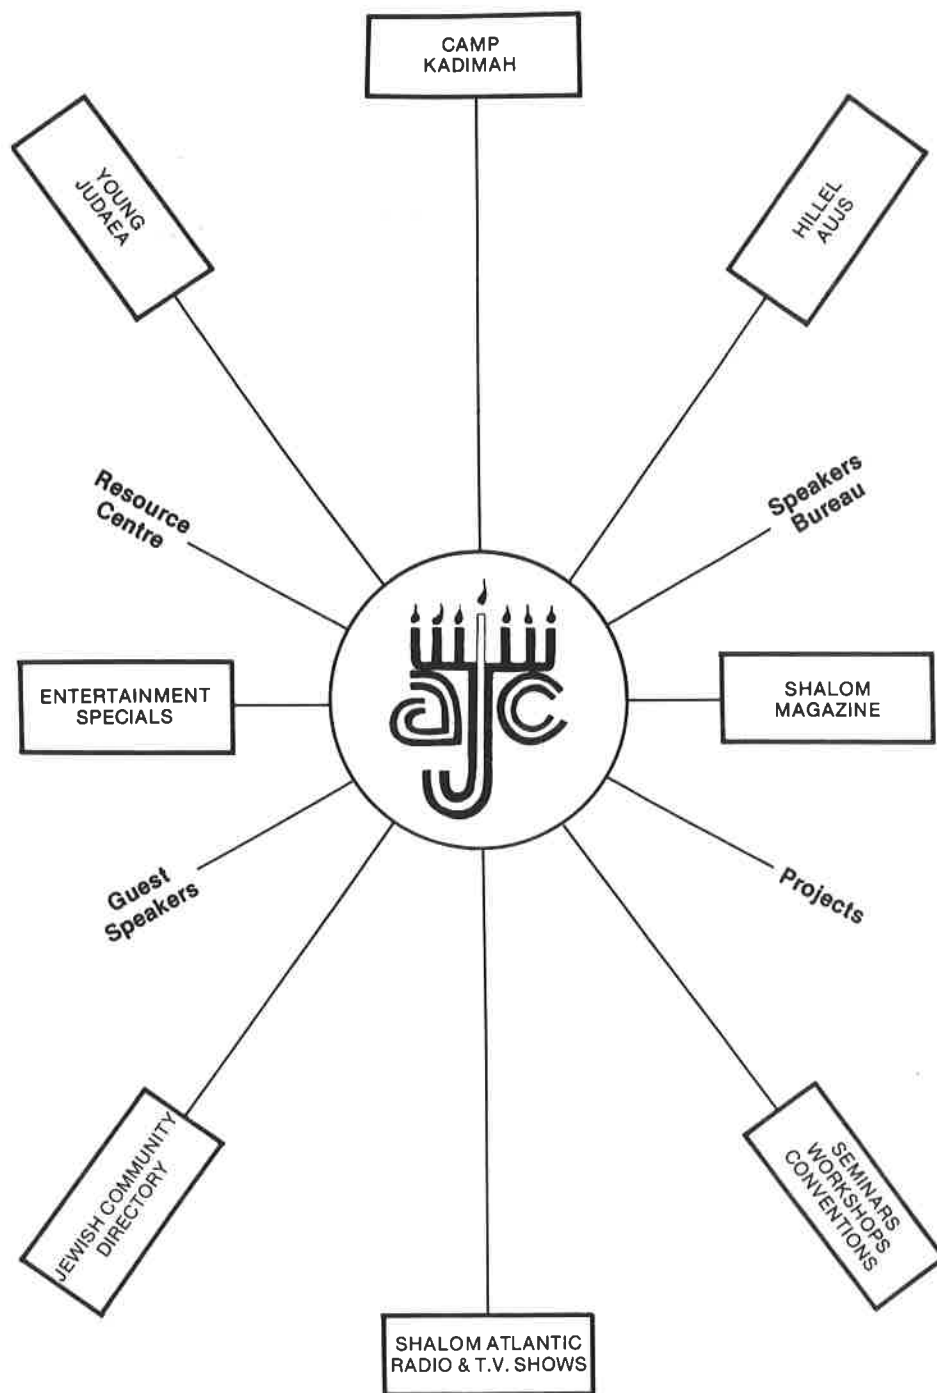 CAMP
KADIMAH
YOUNG
JUDAEA
HILLEL
AUJS
Resource
Centre
Speakers
Bureau
ENTERTAINMENT
SPECIALS
ajc
SHALOM
MAGAZINE
Guest
Speakers
Projects
JEWISH COMMUNITY
DIRECTORY
SEMINARS
WORKSHOPS
CONVENTIONS
SHALOM ATLANTIC
RADIO & T.V. SHOWS